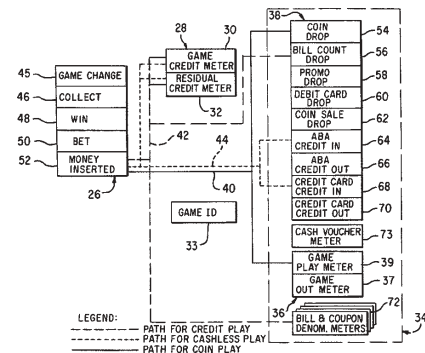 38
28
30
COIN DROP
54
GAME CREDIT METER
BILL COUNT DROP
56
45
GAME CHANGE
RESIDUAL CREDIT METER
PROMO DROP
58
46
COLLECT
32
DEBIT CARD DROP
60
48
WIN
42
44
COIN SALE DROP
62
50
BET
ABA CREDIT IN
64
52
MONEY INSERTED
ABA CREDIT OUT
66
26
40
CREDIT CARD CREDIT IN
68
GAME ID
CREDIT CARD CREDIT OUT
70
33
CASH VOUCHER METER
73
GAME PLAY METER
39
GAME OUT METER
37
36
72
LEGEND:
BILL & COUPON DENOM. METERS
34
PATH FOR CREDIT PLAY
PATH FOR CASHLESS PLAY
PATH FOR COIN PLAY